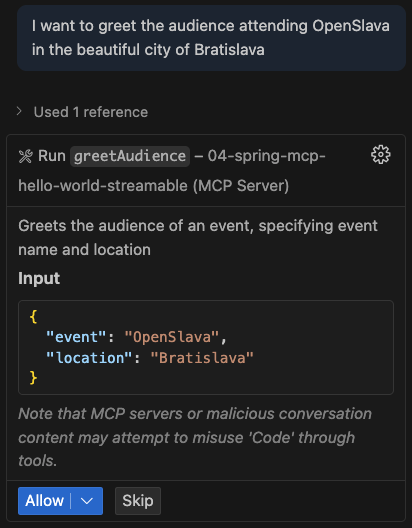 I want to greet the audience attending OpenSlava
in the beautiful city of Bratislava
Used 1 reference
Run greetAudience – 04-spring-mcp-
hello-world-streamable (MCP Server)
Greets the audience of an event, specifying event
name and location
Input
{
"event": "OpenSlava",
"location": "Bratislava"
}
Note that MCP servers or malicious conversation
content may attempt to misuse 'Code' through
tools.
Allow
Skip